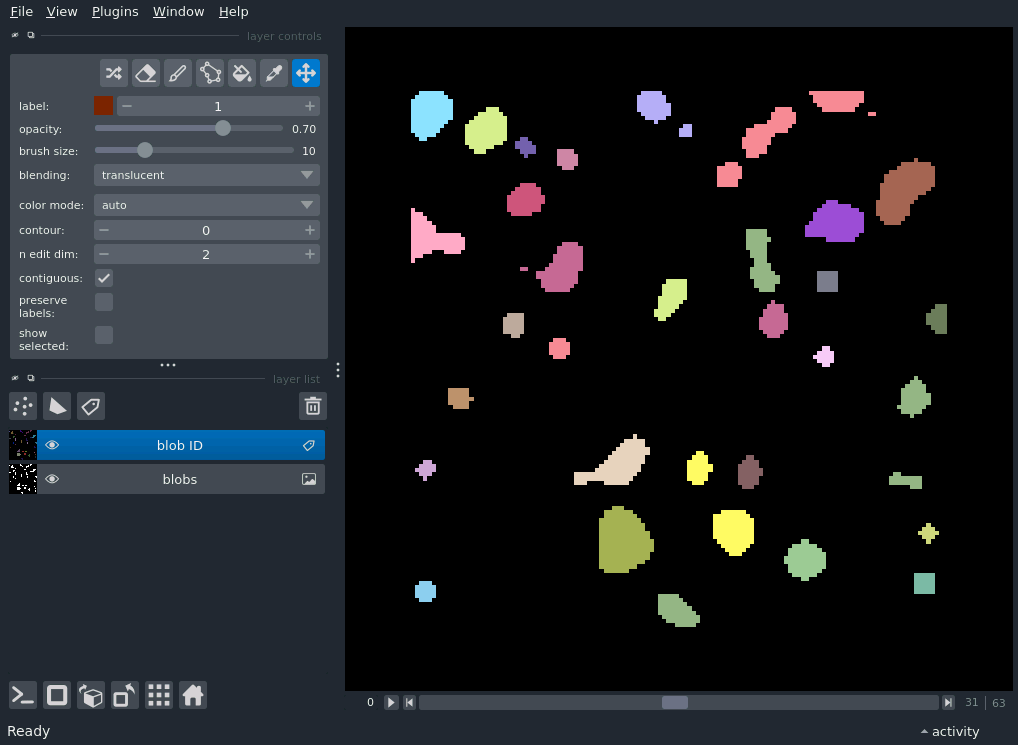 File View Plugins Window Help
layer controls
label: 1
opacity: 0.70
brush size: 10
blending: translucent
color mode: auto
contour: 0
n edit dim: 2
contiguous:
preserve
labels:
show
selected:
layer list
blob ID
blobs
0 31 63
Ready activity